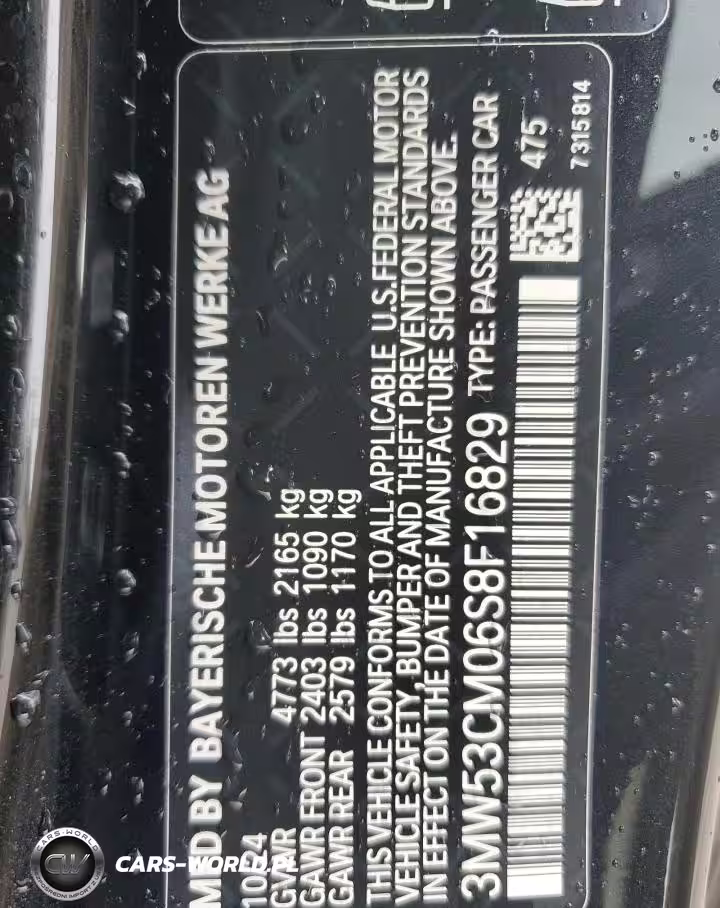 MFD BY BAYERISCHE MOTOREN WERKE AG
10/24
GVWR 4773 lbs 2165 kg
GAWR FRONT 2403 lbs 1090 kg
GAWR REAR 2579 lbs 1170 kg
THIS VEHICLE CONFORMS TO ALL APPLICABLE U.S.FEDERAL MOTOR
VEHICLE SAFETY, BUMPER AND THEFT PREVENTION STANDARDS
IN EFFECT ON THE DATE OF MANUFACTURE SHOWN ABOVE.
3MW53CM06S8F16829 TYPE: PASSENGER CAR
475
7315814
CARS-WORLD
CW
CARS-WORLD.PL